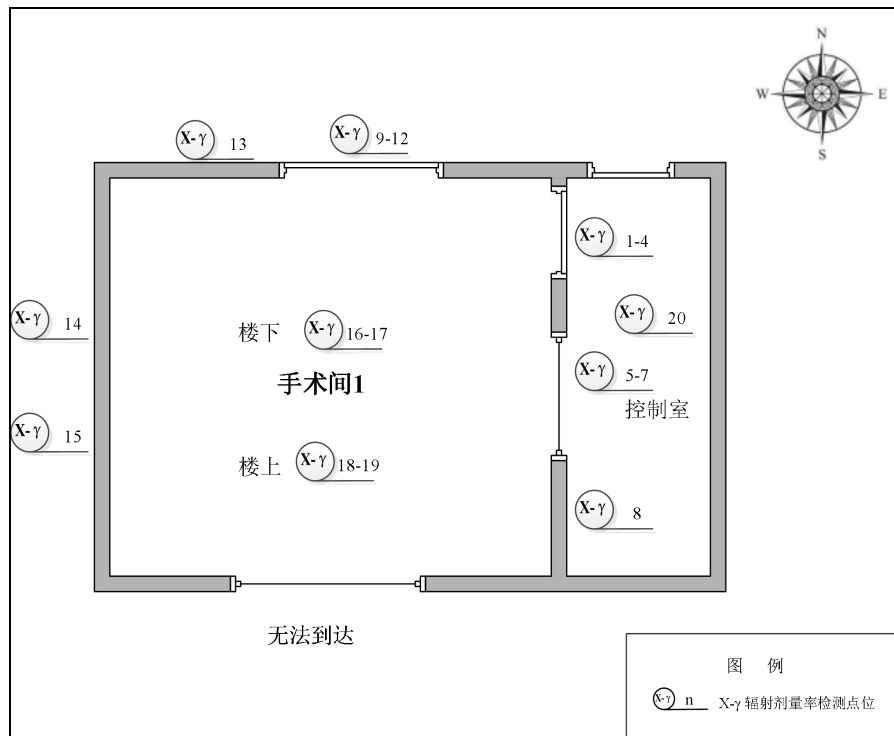 N
W
E
S
X-γ 13
X-γ 9-12
X-γ 1-4
X-γ 14
楼下 X-γ 16-17
X-γ 20
手术间1
X-γ 5-7
控制室
X-γ 15
楼上 X-γ 18-19
X-γ 8
无法到达
图 例
X-γ n X-γ 辐射剂量率检测点位